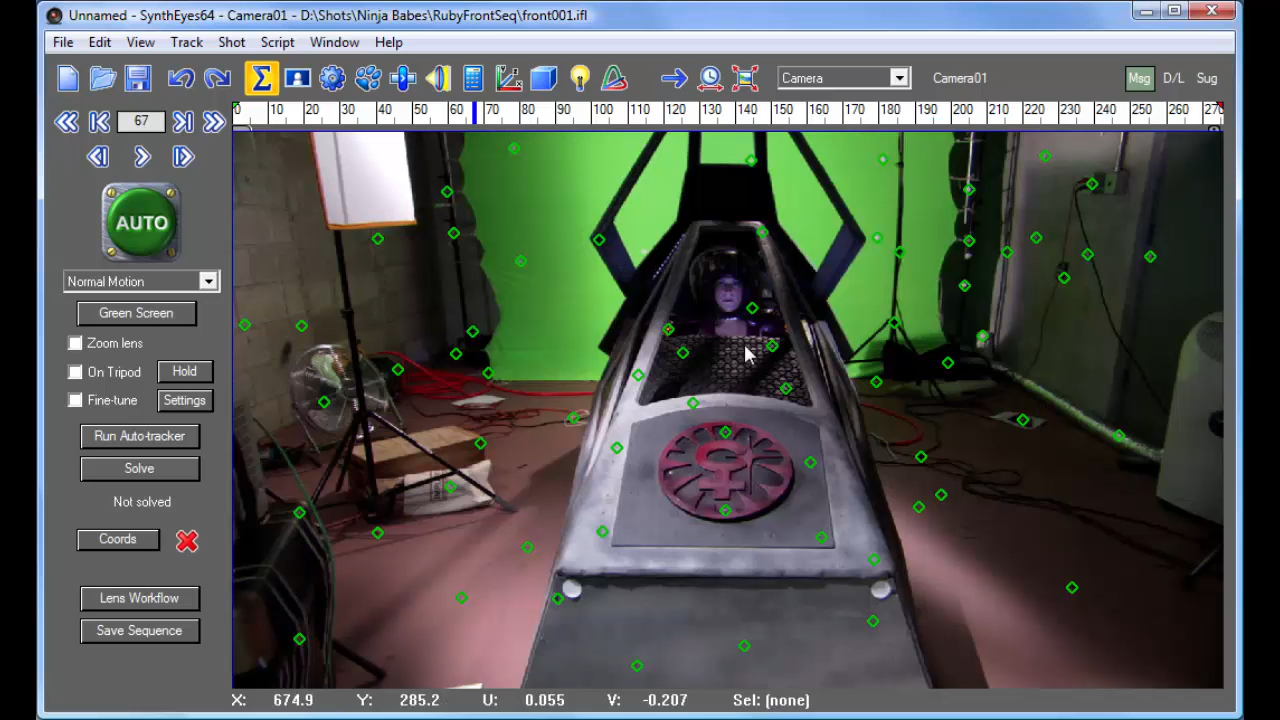 Unnamed - SynthEyes64 - Camera01 - D:\Shots\Ninja Babes\RubyFrontSeq\front001.ifl
File Edit View Track Shot Script Window Help
Camera Camera01 Msg D/L Sug
67 0 10 20 30 40 50 60 70 80 90 100 110 120 130 140 150 160 170 180 190 200 210 220 230 240 250 260 270
AUTO
Normal Motion
Green Screen
Zoom lens
On Tripod Hold
Fine-tune Settings
Run Auto-tracker
Solve
Not solved
Coords
Lens Workflow
Save Sequence
X: 674.9 Y: 285.2 U: 0.055 V: -0.207 Sel: (none)